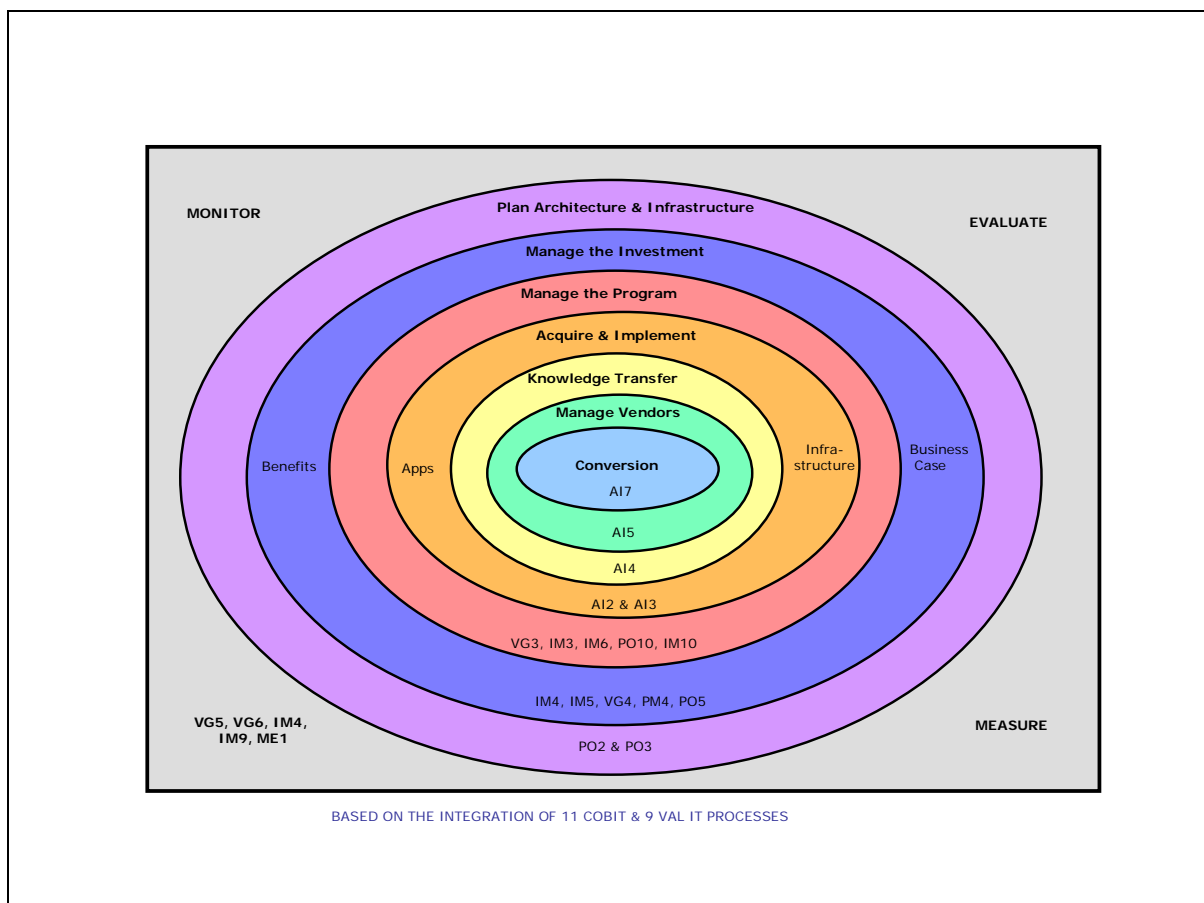 MONITOR
EVALUATE
Plan Architecture & Infrastructure
Manage the Investment
Manage the Program
Acquire & Implement
Knowledge Transfer
Manage Vendors
Conversion
AI7
Benefits
Apps
Infra-
structure
Business
Case
AI5
AI4
AI2 & AI3
VG3, IM3, IM6, PO10, IM10
IM4, IM5, VG4, PM4, PO5
PO2 & PO3
VG5, VG6, IM4,
IM9, ME1
MEASURE
BASED ON THE INTEGRATION OF 11 COBIT & 9 VAL IT PROCESSES